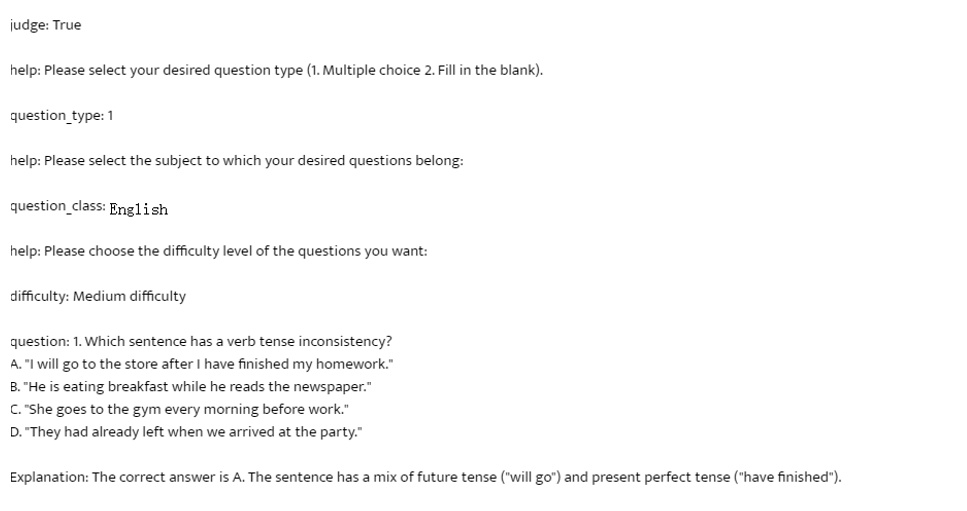 judge: True
help: Please select your desired question type (1. Multiple choice 2. Fill in the blank).
question_type: 1
help: Please select the subject to which your desired questions belong:
question_class: English
help: Please choose the difficulty level of the questions you want:
difficulty: Medium difficulty
question: 1. Which sentence has a verb tense inconsistency?
A. "I will go to the store after I have finished my homework."
B. "He is eating breakfast while he reads the newspaper."
C. "She goes to the gym every morning before work."
D. "They had already left when we arrived at the party."
Explanation: The correct answer is A. The sentence has a mix of future tense ("will go") and present perfect tense ("have finished").